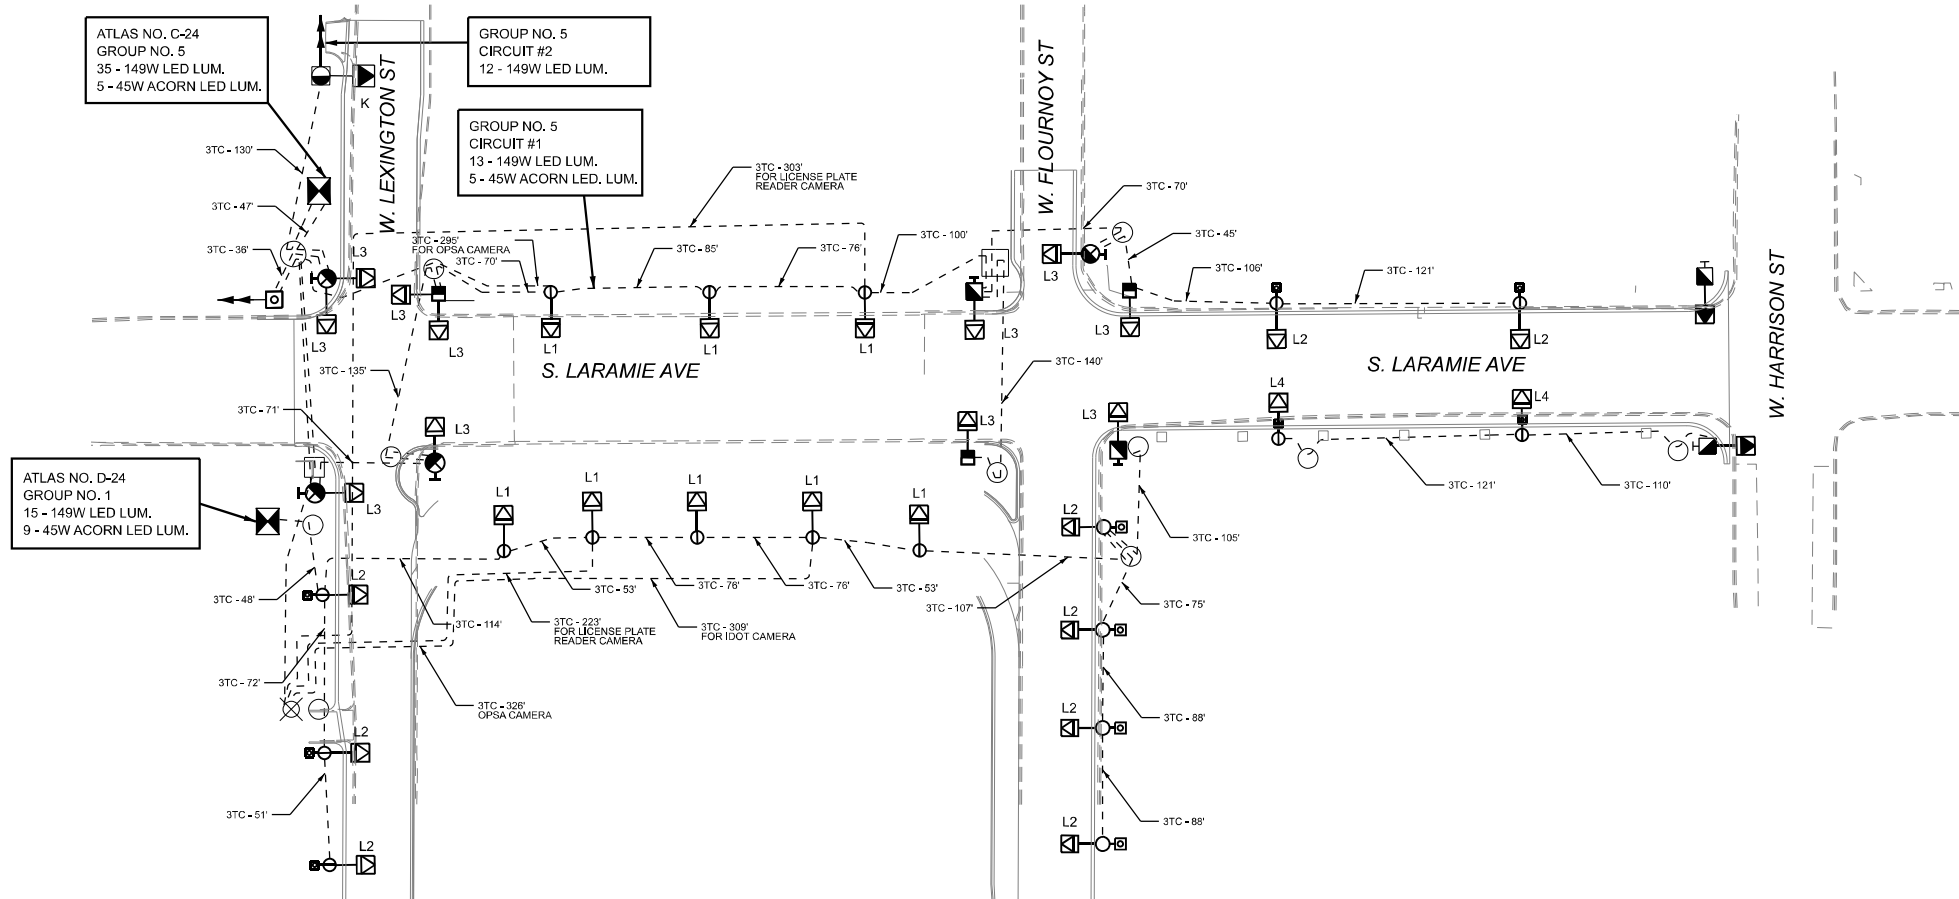 ATLAS NO. C-24
GROUP NO. 5
35 - 149W LED LUM.
5 - 45W ACORN LED LUM.
GROUP NO. 5
CIRCUIT #2
12 - 149W LED LUM.
GROUP NO. 5
CIRCUIT #1
13 - 149W LED LUM.
5 - 45W ACORN LED. LUM.
K
W. LEXINGTON ST
W. FLOURNOY ST
W. HARRISON ST
3TC - 130'
3TC - 47'
3TC - 36'
3TC - 303'
FOR LICENSE PLATE
READER CAMERA
3TC - 70'
3TC - 295'
FOR OPSA CAMERA
3TC - 70'
3TC - 85'
3TC - 76'
3TC - 100'
3TC - 45'
3TC - 106'
3TC - 121'
L3
L3
L3
L3
L1
L1
L1
L3
L3
L3
L2
L2
S. LARAMIE AVE
S. LARAMIE AVE
3TC - 135'
3TC - 140'
3TC - 71'
L3
L3
L3
L4
L4
ATLAS NO. D-24
GROUP NO. 1
15 - 149W LED LUM.
9 - 45W ACORN LED LUM.
L3
L1
L1
L1
L1
L1
3TC - 121'
3TC - 110'
L2
3TC - 105'
3TC - 48'
L2
3TC - 53'
3TC - 76'
3TC - 76'
3TC - 53'
3TC - 107'
3TC - 75'
L2
3TC - 114'
3TC - 223'
FOR LICENSE PLATE
READER CAMERA
3TC - 309'
FOR IDOT CAMERA
3TC - 72'
3TC - 326'
OPSA CAMERA
L2
3TC - 88'
L2
3TC - 51'
L2
3TC - 88'
L2